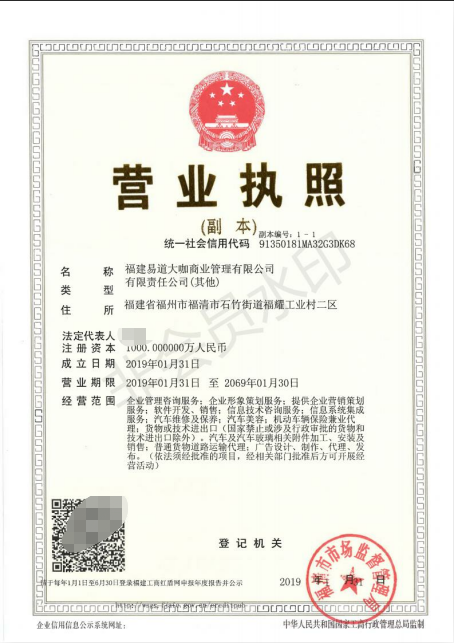 营业执照
(副 本) 副本编号: 1-1
统一社会信用代码 91350181MA32G3DK68
名 称 福建易道大咖商业管理有限公司
类 型 有限责任公司(其他)
住 所 福建省福州市福清市石竹街道福耀工业村二区
法定代表人
注册资本 1000.000000万人民币
成立日期 2019年01月31日
营业期限 2019年01月31日 至 2069年01月30日
经营范围 企业管理咨询服务; 企业形象策划服务; 提供企业营销策划
服务; 软件开发、销售; 信息技术咨询服务; 信息系统集成
服务; 汽车维修及保养; 汽车美容; 机动车辆保险兼业代
理; 货物或技术进出口(国家禁止或涉及行政审批的货物和
技术进出口除外)。汽车及汽车玻璃相关附件加工、安装及
销售; 普通货物道路运输代理; 广告设计、制作、代理、发
布。(依法须经批准的项目, 经相关部门批准后方可开展经
营活动)
非会员水印
登记机关
福清市市场监督管理局
2019 年 月 1日
于每年1月1日至6月30日登录福建工商红盾网申报年度报告并公示
企业信用信息公示系统网址:
中华人民共和国国家工商行政管理总局监制